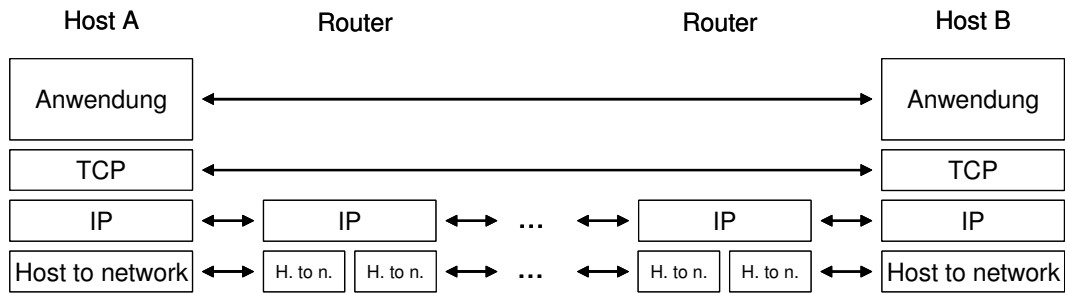 Host A Router Router Host B
Anwendung Anwendung
TCP TCP
IP IP ... IP IP
Host to network H. to n. H. to n. ... H. to n. H. to n. Host to network